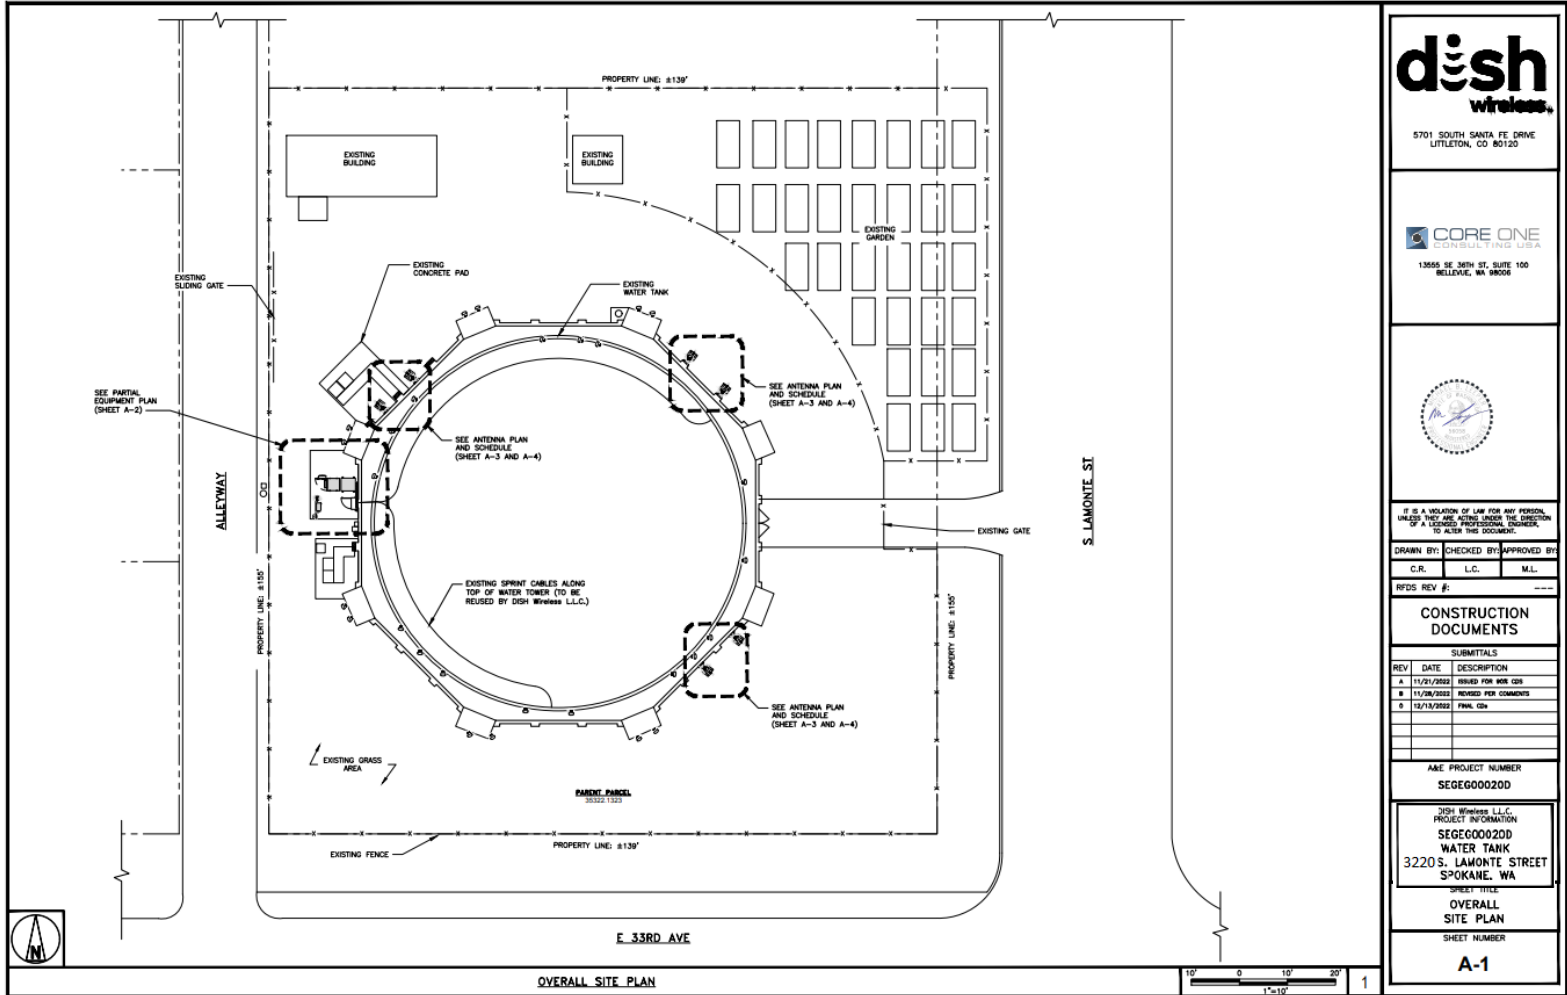 PROPERTY LINE: ±139'
EXISTING
BUILDING
EXISTING
BUILDING
EXISTING
GARDEN
EXISTING
SLIDING GATE
EXISTING
CONCRETE PAD
EXISTING
WATER TANK
SEE PARTIAL
EQUIPMENT PLAN
(SHEET A-2)
SEE ANTENNA PLAN
AND SCHEDULE
(SHEET A-3 AND A-4)
SEE ANTENNA PLAN
AND SCHEDULE
(SHEET A-3 AND A-4)
ALLEYWAY
S LAMONTE ST
EXISTING GATE
EXISTING SPRINT CABLES ALONG
TOP OF WATER TOWER (TO BE
REUSED BY DISH Wireless L.L.C.)
PROPERTY LINE: ±155'
PROPERTY LINE: ±155'
SEE ANTENNA PLAN
AND SCHEDULE
(SHEET A-3 AND A-4)
EXISTING GRASS
AREA
PARENT PARCEL
35322.1323
EXISTING FENCE
PROPERTY LINE: ±139'
E 33RD AVE
N
OVERALL SITE PLAN
10' 0 10' 20'
1"=10'
1
dish
wireless
5701 SOUTH SANTA FE DRIVE
LITTLETON, CO 80120
CORE ONE
CONSULTING USA
13555 SE 36TH ST, SUITE 100
BELLEVUE, WA 98006
IT IS A VIOLATION OF LAW FOR ANY PERSON,
UNLESS THEY ARE ACTING UNDER THE DIRECTION
OF A LICENSED PROFESSIONAL ENGINEER,
TO ALTER THIS DOCUMENT.
DRAWN BY: CHECKED BY: APPROVED BY:
C.R. L.C. M.L.
RFDS REV #: ---
CONSTRUCTION
DOCUMENTS
SUBMITTALS
REV DATE DESCRIPTION
A 11/21/2022 ISSUED FOR 90% CDS
B 11/28/2022 REVISED PER COMMENTS
0 12/13/2022 FINAL CDs
A&E PROJECT NUMBER
SEGEG00020D
DISH Wireless L.L.C.
PROJECT INFORMATION
SEGEG00020D
WATER TANK
3220 S. LAMONTE STREET
SPOKANE, WA
SHEET TITLE
OVERALL
SITE PLAN
SHEET NUMBER
A-1